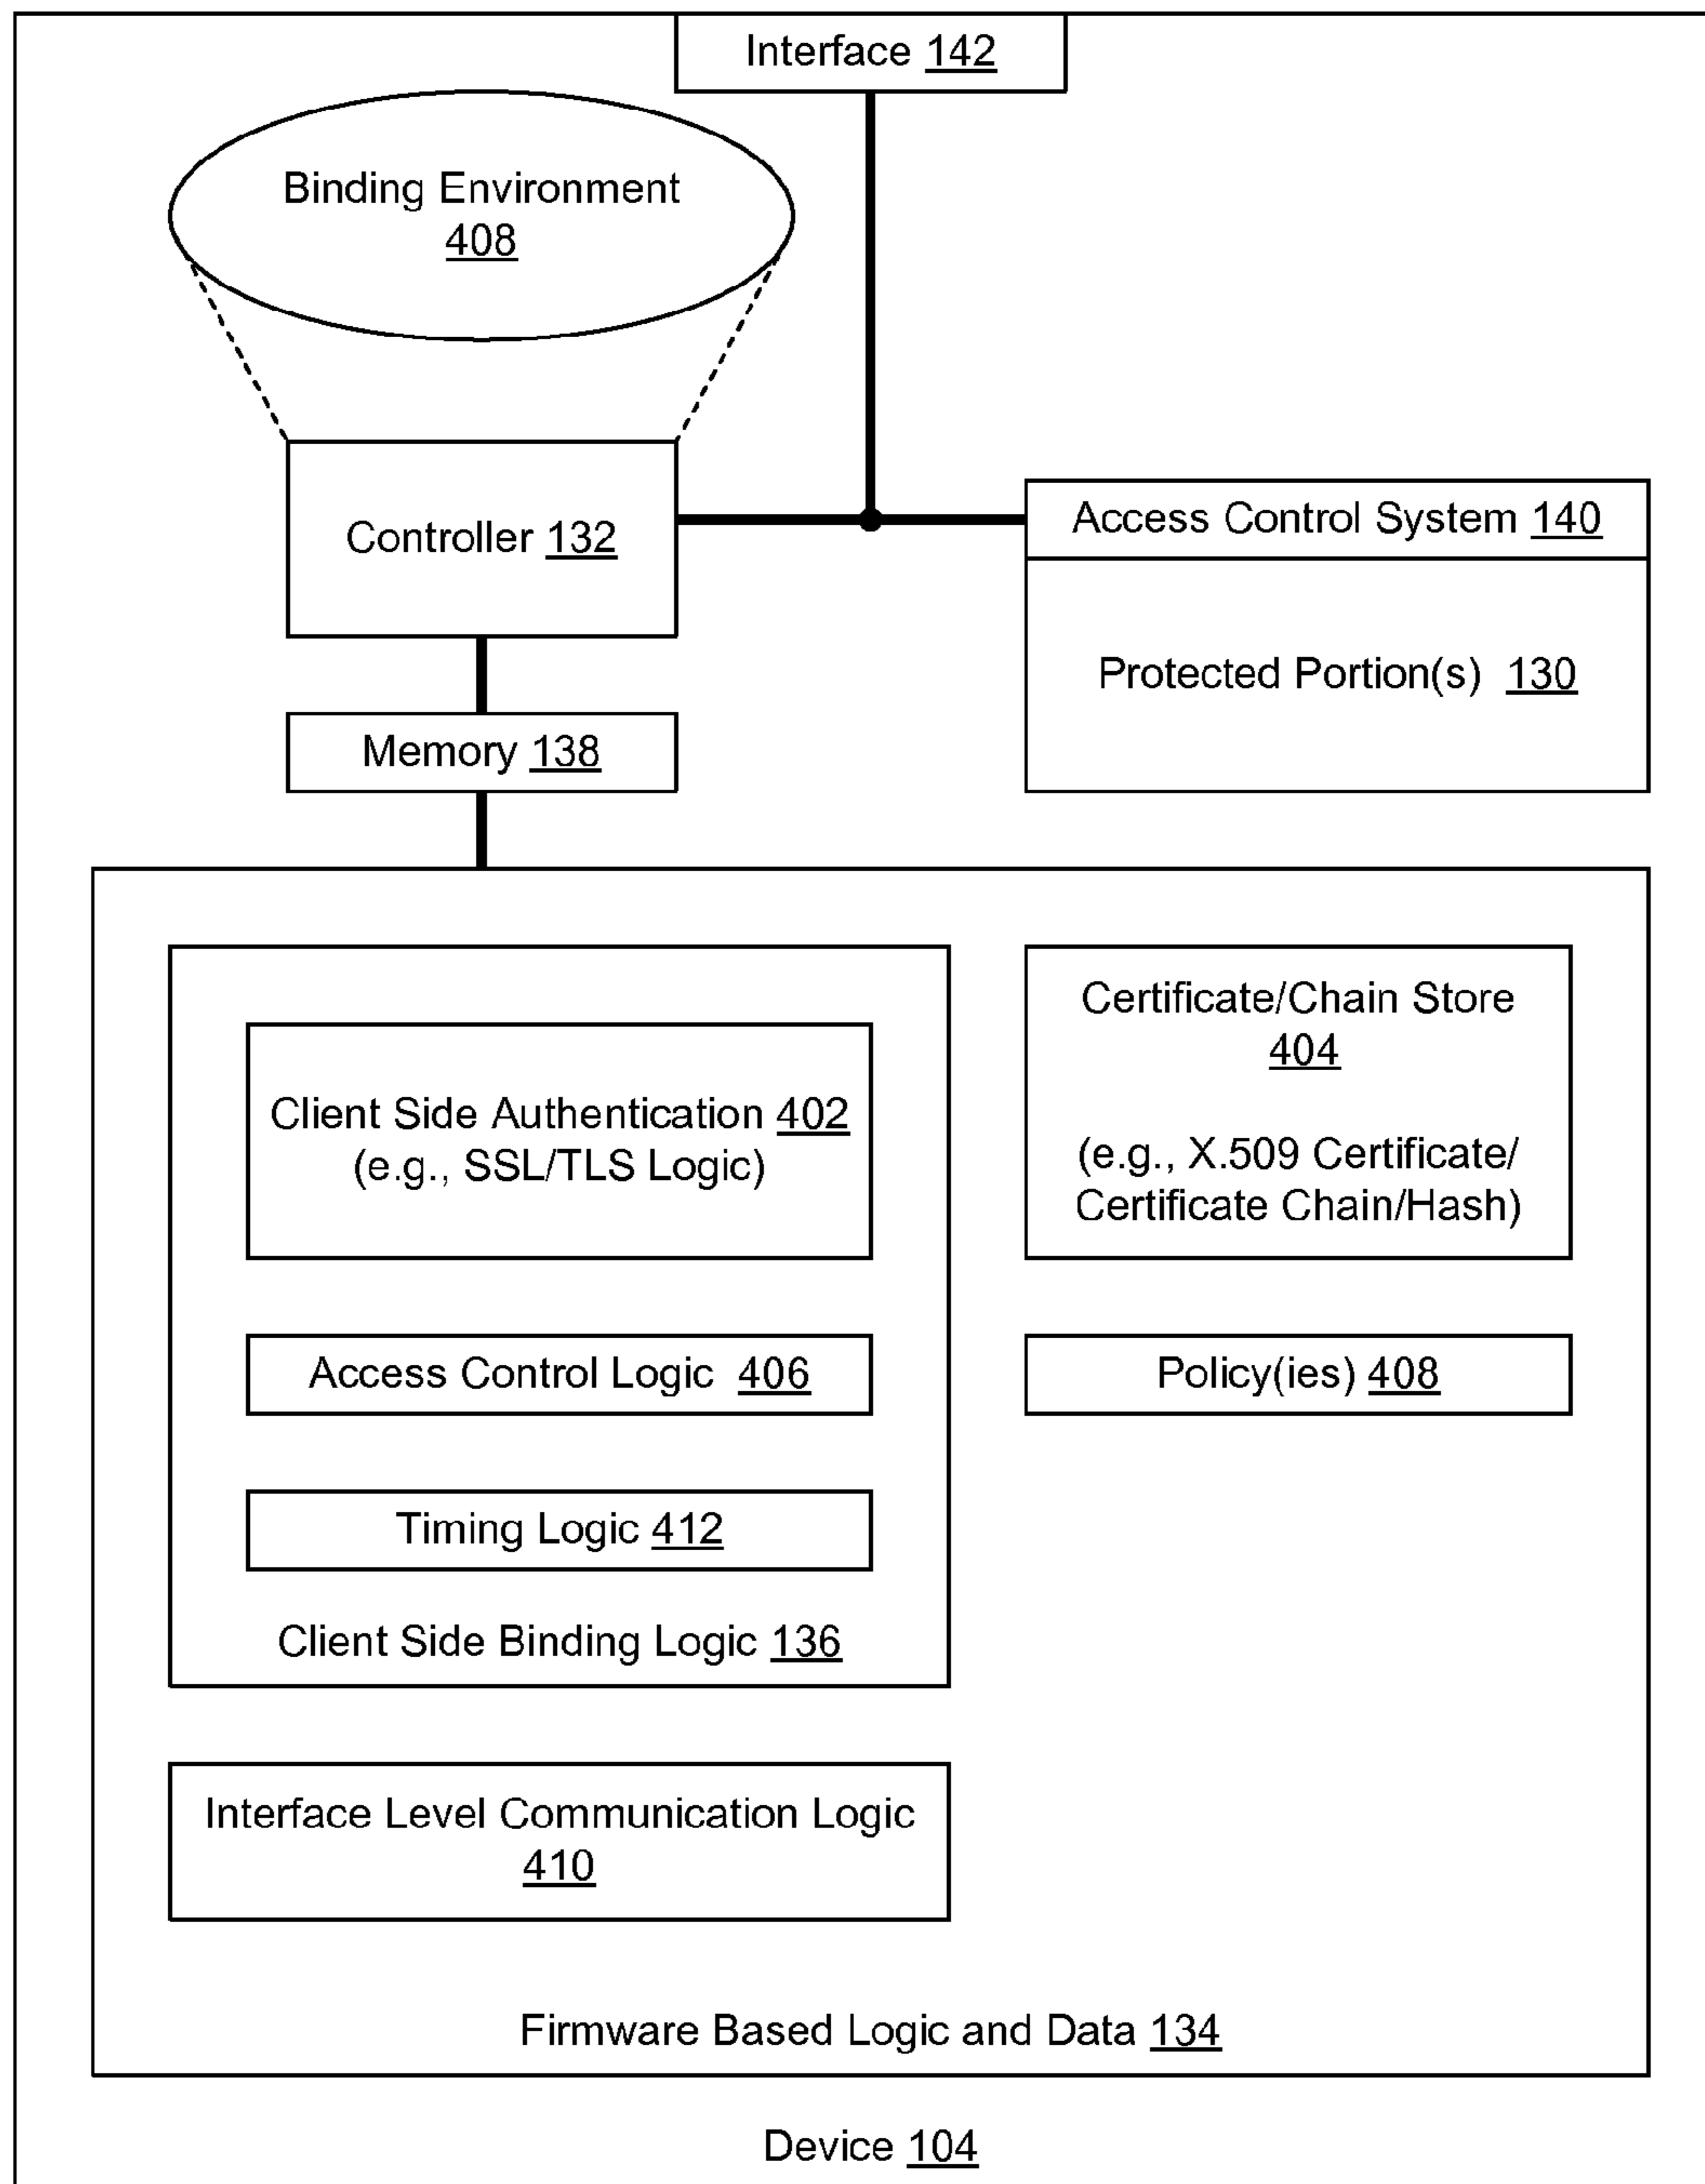 Interface 142
Binding Environment
408
Controller 132
Access Control System 140
Protected Portion(s) 130
Memory 138
Client Side Authentication 402
(e.g., SSL/TLS Logic)
Certificate/Chain Store
404
(e.g., X.509 Certificate/
Certificate Chain/Hash)
Access Control Logic 406
Policy(ies) 408
Timing Logic 412
Client Side Binding Logic 136
Interface Level Communication Logic
410
Firmware Based Logic and Data 134
Device 104